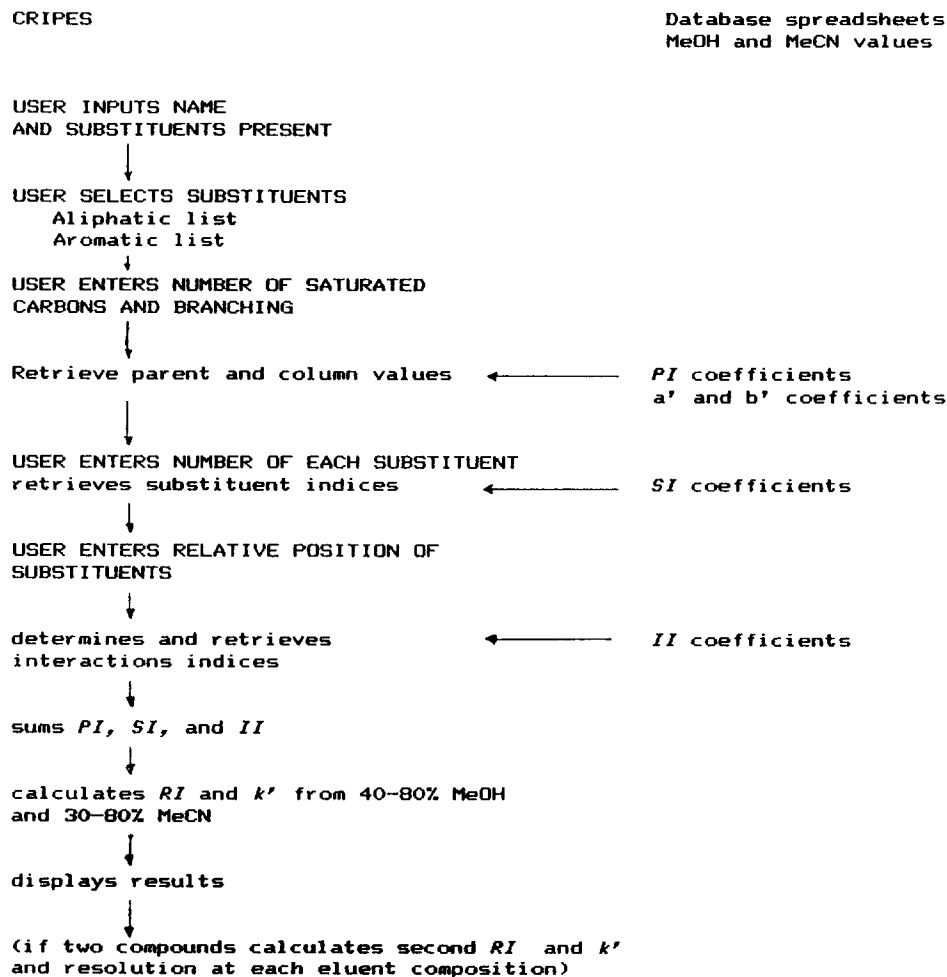 CRIPES
Database spreadsheets
MeOH and MeCN values
USER INPUTS NAME
AND SUBSTITUENTS PRESENT
USER SELECTS SUBSTITUENTS
Aliphatic list
Aromatic list
USER ENTERS NUMBER OF SATURATED
CARBONS AND BRANCHING
Retrieve parent and column values
PI coefficients
a' and b' coefficients
USER ENTERS NUMBER OF EACH SUBSTITUENT
retrieves substituent indices
SI coefficients
USER ENTERS RELATIVE POSITION OF
SUBSTITUENTS
determines and retrieves
interactions indices
II coefficients
sums PI, SI, and II
calculates RI and k' from 40-80% MeOH
and 30-80% MeCN
displays results
(if two compounds calculates second RI and k'
and resolution at each eluent composition)